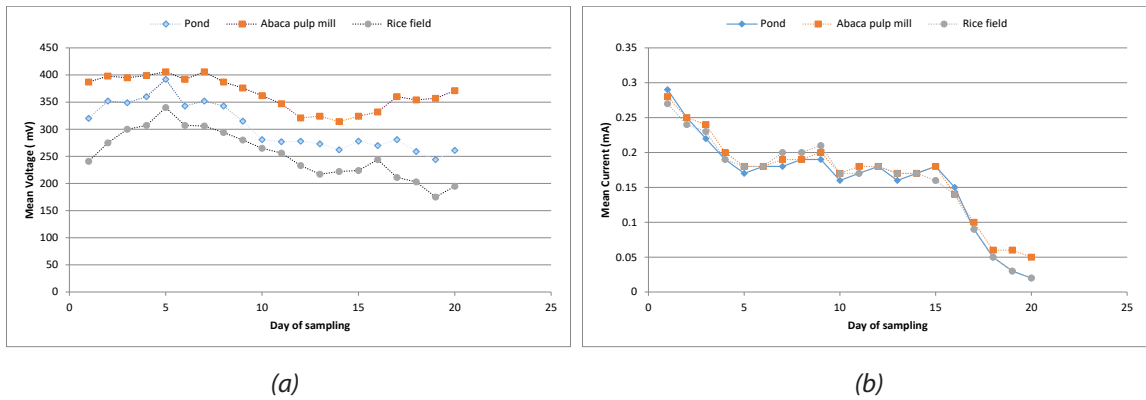 Pond Abaca pulp mill Rice field
450
400
350
300
250
200
150
100
50
0
Mean Voltage ( mV)
0 5 10 15 20 25
Day of sampling
(a)
Pond Abaca pulp mill Rice field
0.35
0.3
0.25
0.2
0.15
0.1
0.05
0
Mean Current (mA)
0 5 10 15 20 25
Day of sampling
(b)